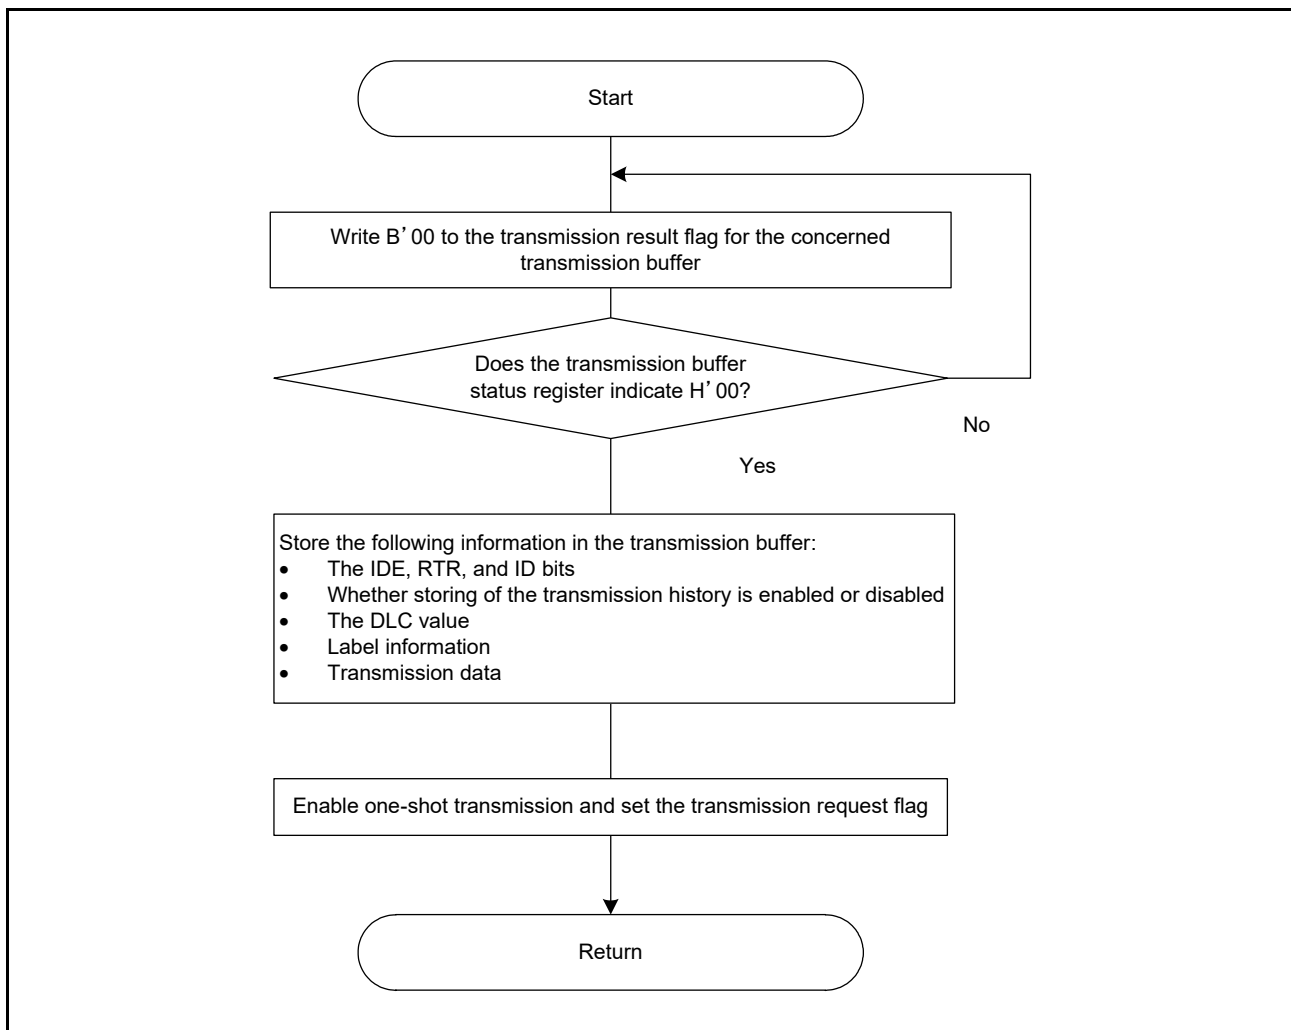 Start
Write B’00 to the transmission result flag for the concerned
transmission buffer
Does the transmission buffer
status register indicate H’00?
No
Yes
Store the following information in the transmission buffer:
• The IDE, RTR, and ID bits
• Whether storing of the transmission history is enabled or disabled
• The DLC value
• Label information
• Transmission data
Enable one-shot transmission and set the transmission request flag
Return